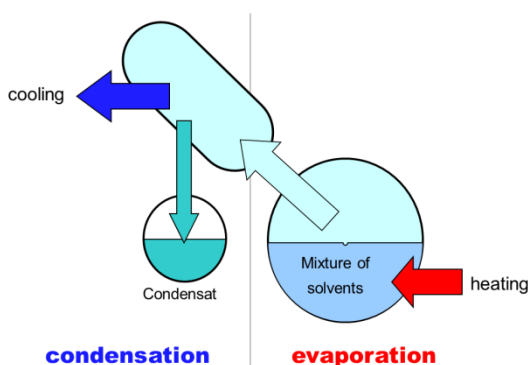 cooling
Mixture of
solvents
heating
Condensat
condensation
evaporation